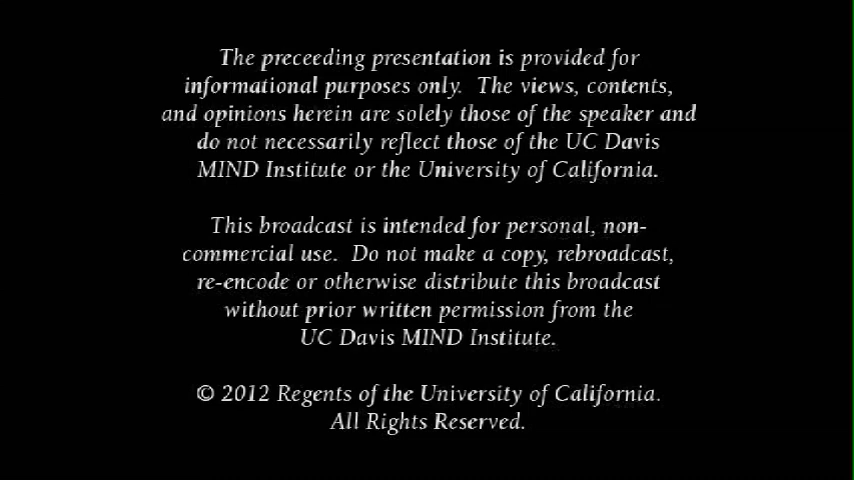 The preceeding presentation is provided for
informational purposes only.  The views, contents,
and opinions herein are solely those of the speaker and
do not necessarily reflect those of the UC Davis
MIND Institute or the University of California.
This broadcast is intended for personal, non-
commercial use.  Do not make a copy, rebroadcast,
re-encode or otherwise distribute this broadcast
without prior written permission from the
UC Davis MIND Institute.
© 2012 Regents of the University of California.
All Rights Reserved.